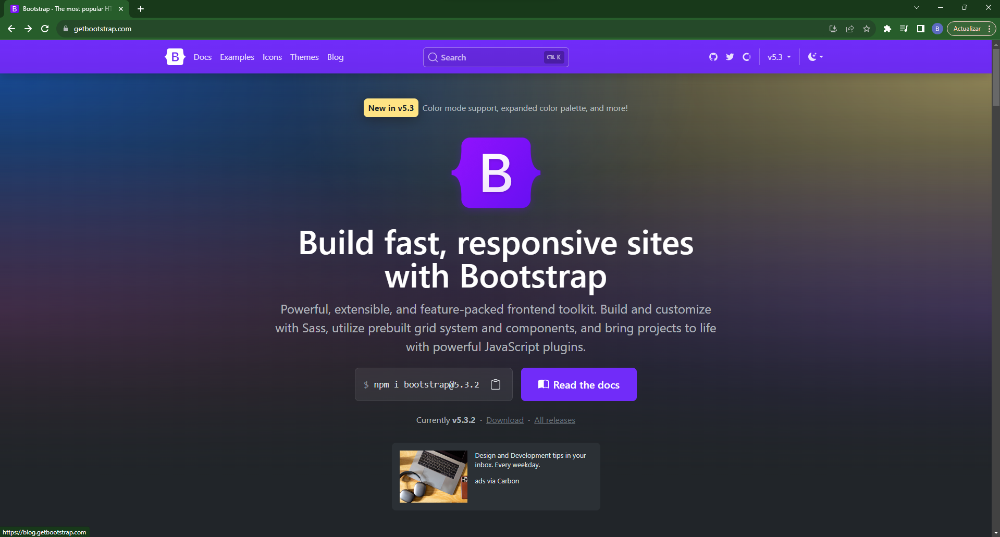 B Bootstrap · The most popular HT
getbootstrap.com
B
Actualizar
B Docs Examples Icons Themes Blog
Search
CTRL K
v5.3
New in v5.3 Color mode support, expanded color palette, and more!
B
Build fast, responsive sites
with Bootstrap
Powerful, extensible, and feature-packed frontend toolkit. Build and customize
with Sass, utilize prebuilt grid system and components, and bring projects to life
with powerful JavaScript plugins.
$ npm i bootstrap@5.3.2
Read the docs
Currently v5.3.2 · Download · All releases
Design and Development tips in your
inbox. Every weekday.
ads via Carbon
https://blog.getbootstrap.com